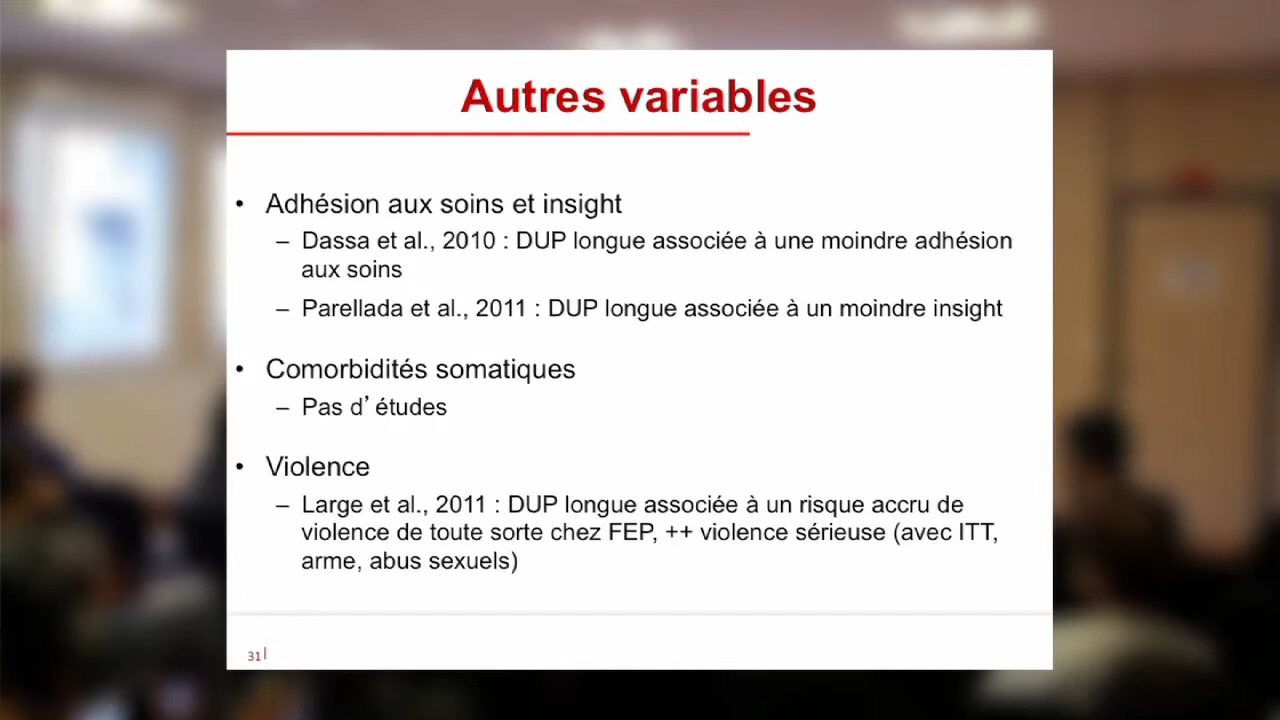 Autres variables
• Adhésion aux soins et insight
– Dassa et al., 2010 : DUP longue associée à une moindre adhésion
aux soins
– Parellada et al., 2011 : DUP longue associée à un moindre insight
• Comorbidités somatiques
– Pas d’ études
• Violence
– Large et al., 2011 : DUP longue associée à un risque accru de
violence de toute sorte chez FEP, ++ violence sérieuse (avec ITT,
arme, abus sexuels)
31